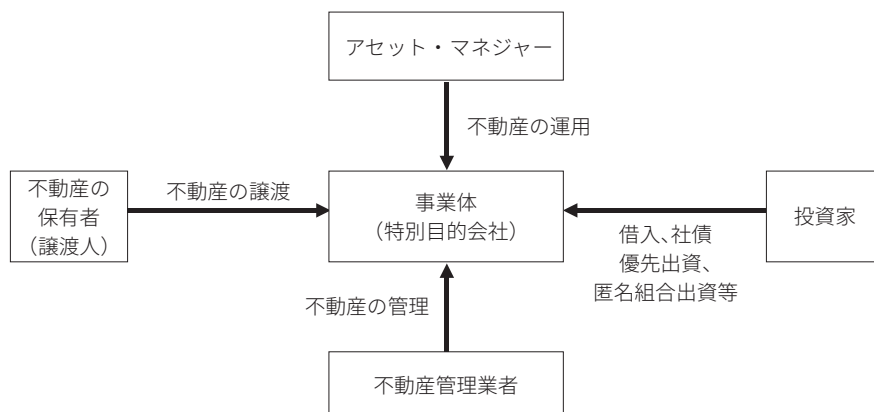 アセット・マネジャー
不動産の運用
不動産の
保有者
（譲渡人）
不動産の譲渡
事業体
（特別目的会社）
投資家
借入、社債
優先出資、
匿名組合出資等
不動産の管理
不動産管理業者